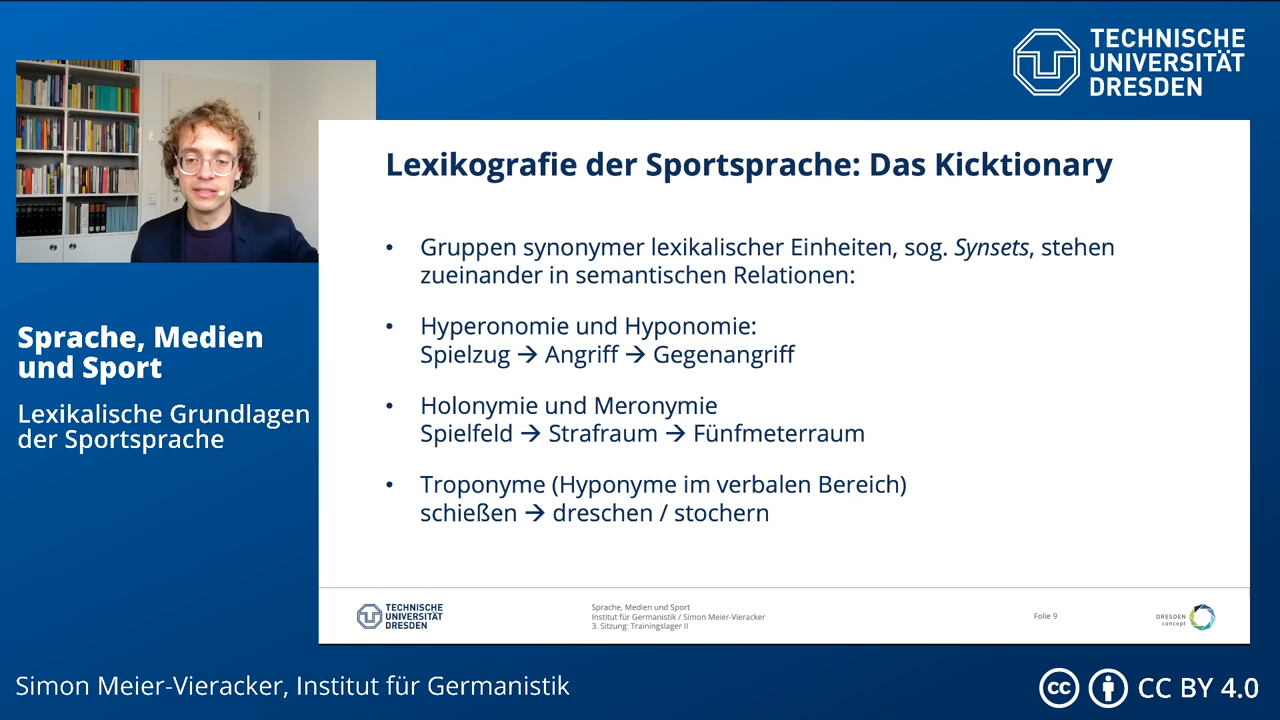 TECHNISCHE
UNIVERSITÄT
DRESDEN
Lexikografie der Sportsprache: Das Kicktionary
• Gruppen synonymer lexikalischer Einheiten, sog. Synsets, stehen
zueinander in semantischen Relationen:
• Hyperonomie und Hyponomie:
Spielzug → Angriff → Gegenangriff
• Holonymie und Meronymie
Spielfeld → Strafraum → Fünfmeterraum
• Troponyme (Hyponyme im verbalen Bereich)
schießen → dreschen / stochern
Sprache, Medien
und Sport
Lexikalische Grundlagen
der Sportsprache
TECHNISCHE
UNIVERSITÄT
DRESDEN
Sprache, Medien und Sport
Institut für Germanistik / Simon Meier-Vieracker
3. Sitzung: Trainingslager II
Folie 9
DRESDEN
concept
Simon Meier-Vieracker, Institut für Germanistik
cc CC BY 4.0